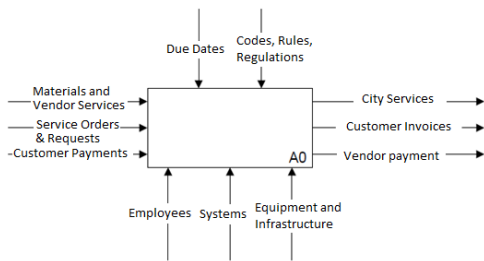 Due Dates
Codes, Rules,
Regulations
Materials and
Vendor Services
Service Orders
& Requests
Customer Payments
City Services
Customer Invoices
Vendor payment
A0
Employees
Systems
Equipment and
Infrastructure